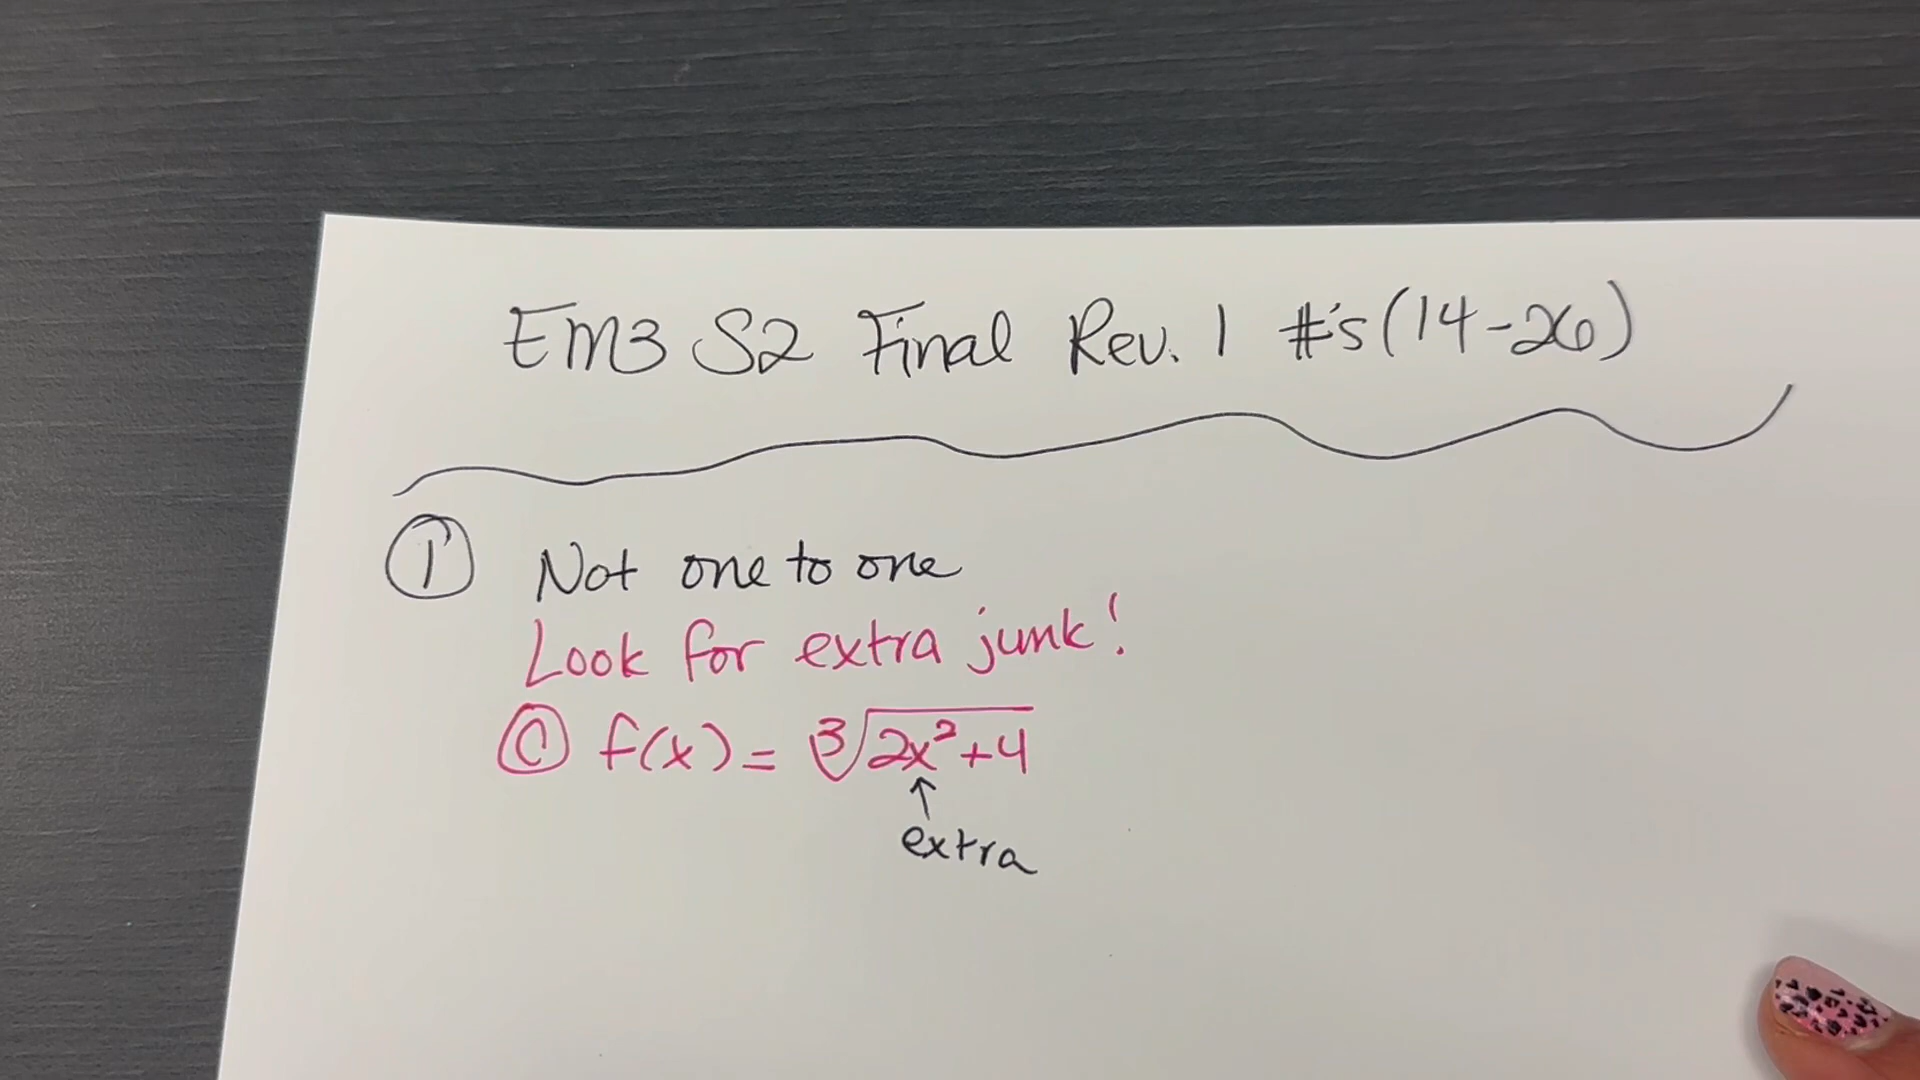 EM3 S2 Final Rev. 1 #'s (14-26)
① Not one to one
Look for extra junk!
Ⓒ f(x) = ∛(2x²+4)
↑
extra